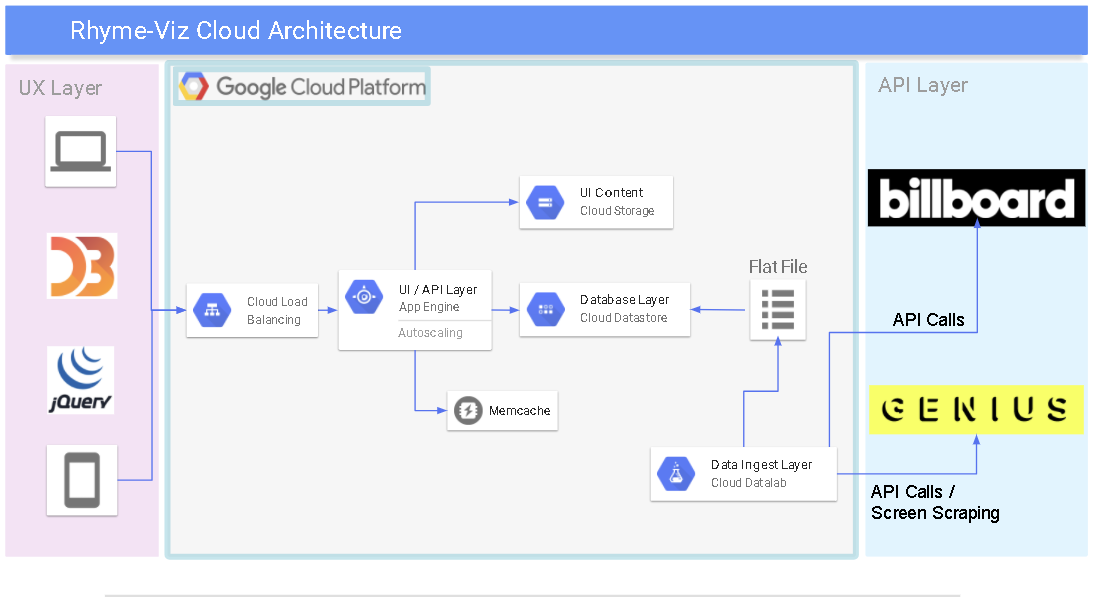 Rhyme-Viz Cloud Architecture
UX Layer
Google Cloud Platform
API Layer
billboard
UI Content
Cloud Storage
Flat File
UI / API Layer
App Engine
Autoscaling
Cloud Load
Balancing
Database Layer
Cloud Datastore
API Calls
jQuery
Memcache
GENIUS
Data Ingest Layer
Cloud Datalab
API Calls /
Screen Scraping
D3